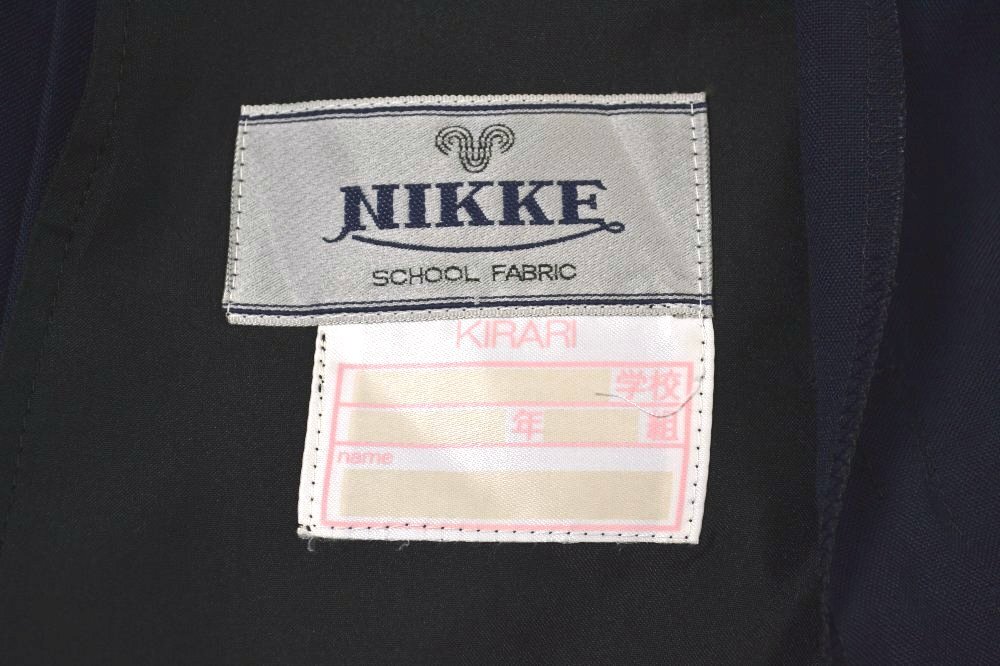 NIKKE
SCHOOL FABRIC
KIRARI
学校
年 組
name